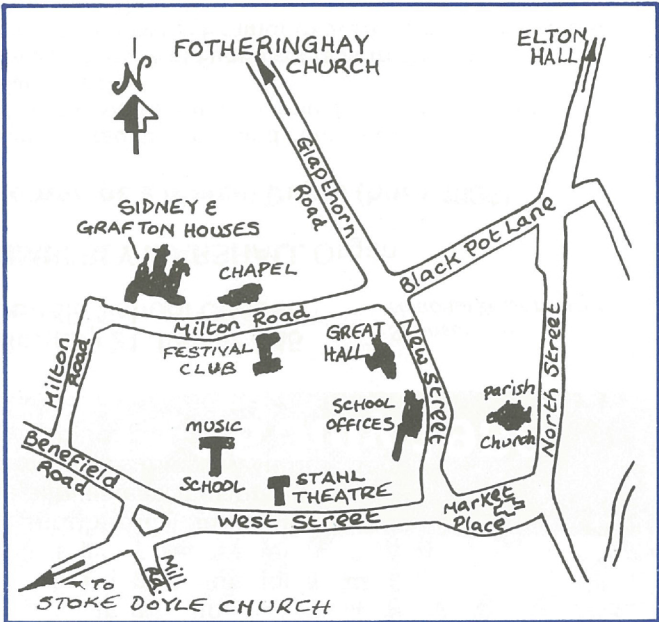 FOTHERINGHAY
CHURCH
ELTON
HALL
N
Glapthorn
Road
SIDNEY &
GRAFTON HOUSES
CHAPEL
Black Pot Lane
Milton Road
Milton
Road
FESTIVAL
CLUB
GREAT
HALL
New Street
North Street
SCHOOL
OFFICES
Parish
Church
MUSIC
SCHOOL
Benefield
Road
STAHL
THEATRE
Market
Place
West Street
Mill
Rd.
TO
STOKE DOYLE CHURCH